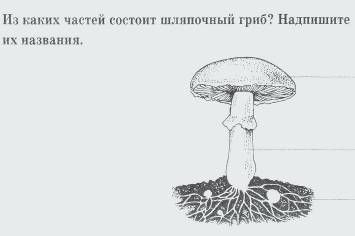 Из каких частей состоит шляпочный гриб? Надпишите
их названия.